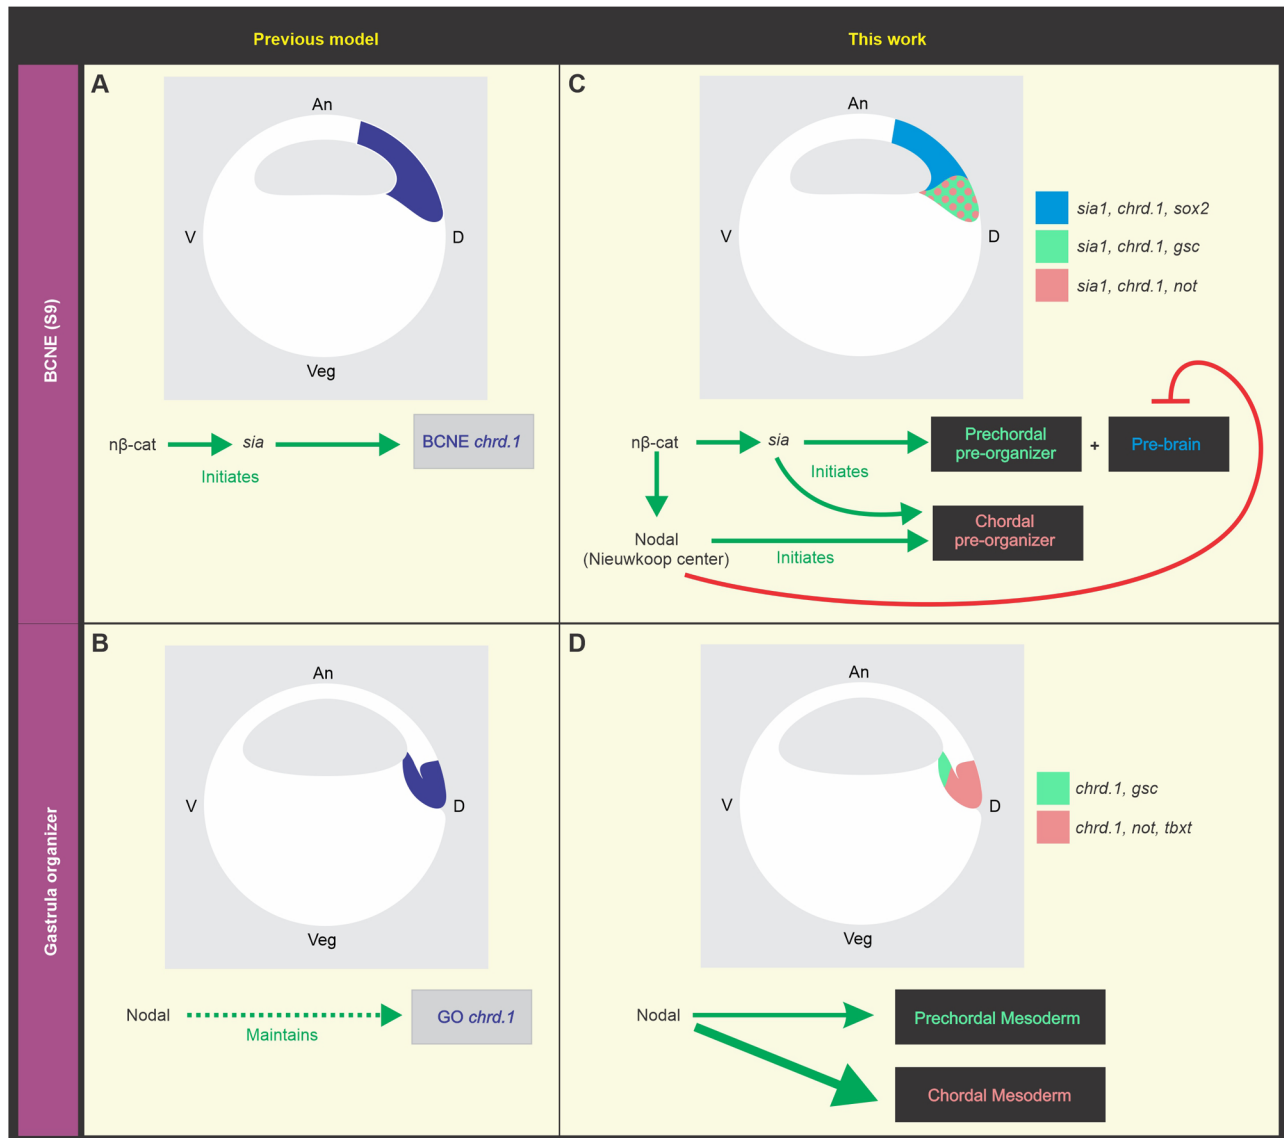 Previous model
This work
BCNE (S9)
A
An
V
D
Veg
nβ-cat
sia
BCNE chrd.1
Initiates
C
An
V
D
sia1, chrd.1, sox2
sia1, chrd.1, gsc
sia1, chrd.1, not
nβ-cat
sia
Initiates
Prechordal
pre-organizer
+
Pre-brain
Nodal
(Nieuwkoop center)
Initiates
Chordal
pre-organizer
Gastrula organizer
B
An
V
D
Veg
Nodal
Maintains
GO chrd.1
D
An
V
D
Veg
chrd.1, gsc
chrd.1, not, tbxt
Nodal
Prechordal Mesoderm
Chordal Mesoderm